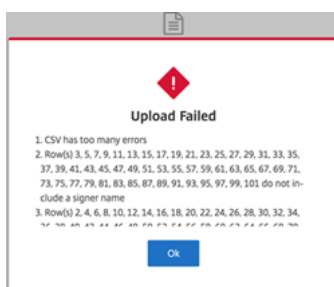 Upload Failed
1. CSV has too many errors
2. Row(s) 3, 5, 7, 9, 11, 13, 15, 17, 19, 21, 23, 25, 27, 29, 31, 33, 35,
37, 39, 41, 43, 45, 47, 49, 51, 53, 55, 57, 59, 61, 63, 65, 67, 69, 71,
73, 75, 77, 79, 81, 83, 85, 87, 89, 91, 93, 95, 97, 99, 101 do not in-
clude a signer name
3. Row(s) 2, 4, 6, 8, 10, 12, 14, 16, 18, 20, 22, 24, 26, 28, 30, 32, 34,
Ok